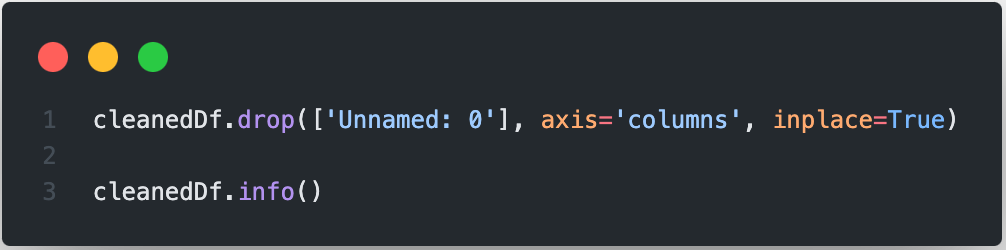 1 cleanedDf.drop(['Unnamed: 0'], axis='columns', inplace=True)
2
3 cleanedDf.info()